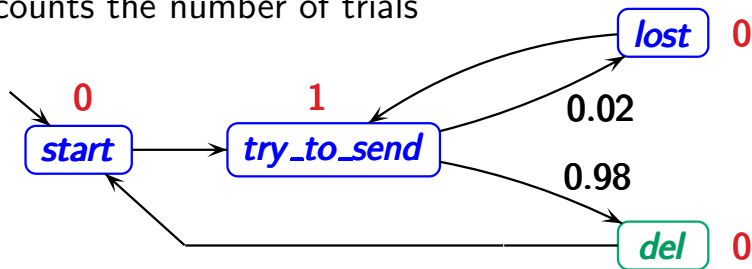 counts the number of trials
lost 0
0 1
0.02
start try_to_send
0.98
del 0